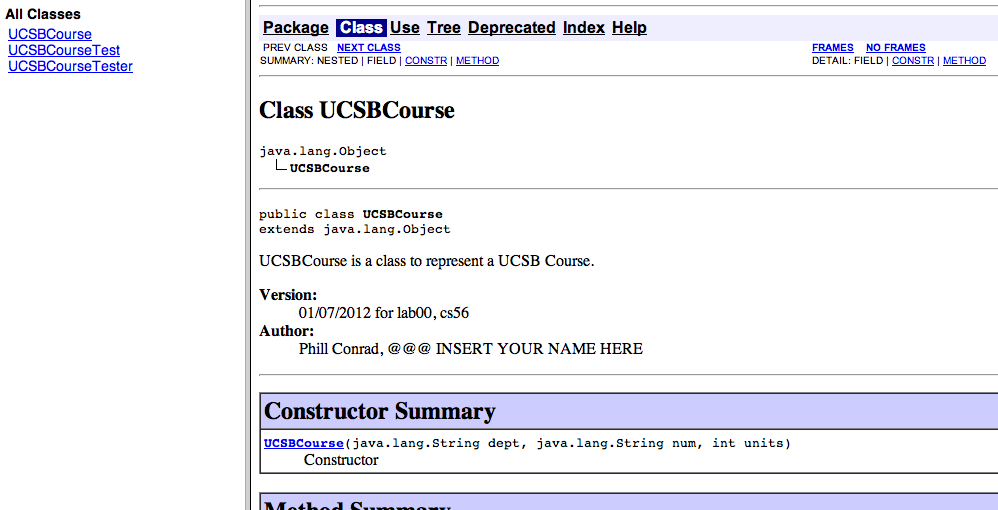 All Classes
UCSBCourse
UCSBCourseTest
UCSBCourseTester
Package Class Use Tree Deprecated Index Help
PREV CLASS NEXT CLASS FRAMES NO FRAMES
SUMMARY: NESTED | FIELD | CONSTR | METHOD DETAIL: FIELD | CONSTR | METHOD
Class UCSBCourse
java.lang.Object
UCSBCourse
public class UCSBCourse
extends java.lang.Object
UCSBCourse is a class to represent a UCSB Course.
Version:
01/07/2012 for lab00, cs56
Author:
Phill Conrad, @@@ INSERT YOUR NAME HERE
Constructor Summary
UCSBCourse(java.lang.String dept, java.lang.String num, int units)
Constructor
Method Summary